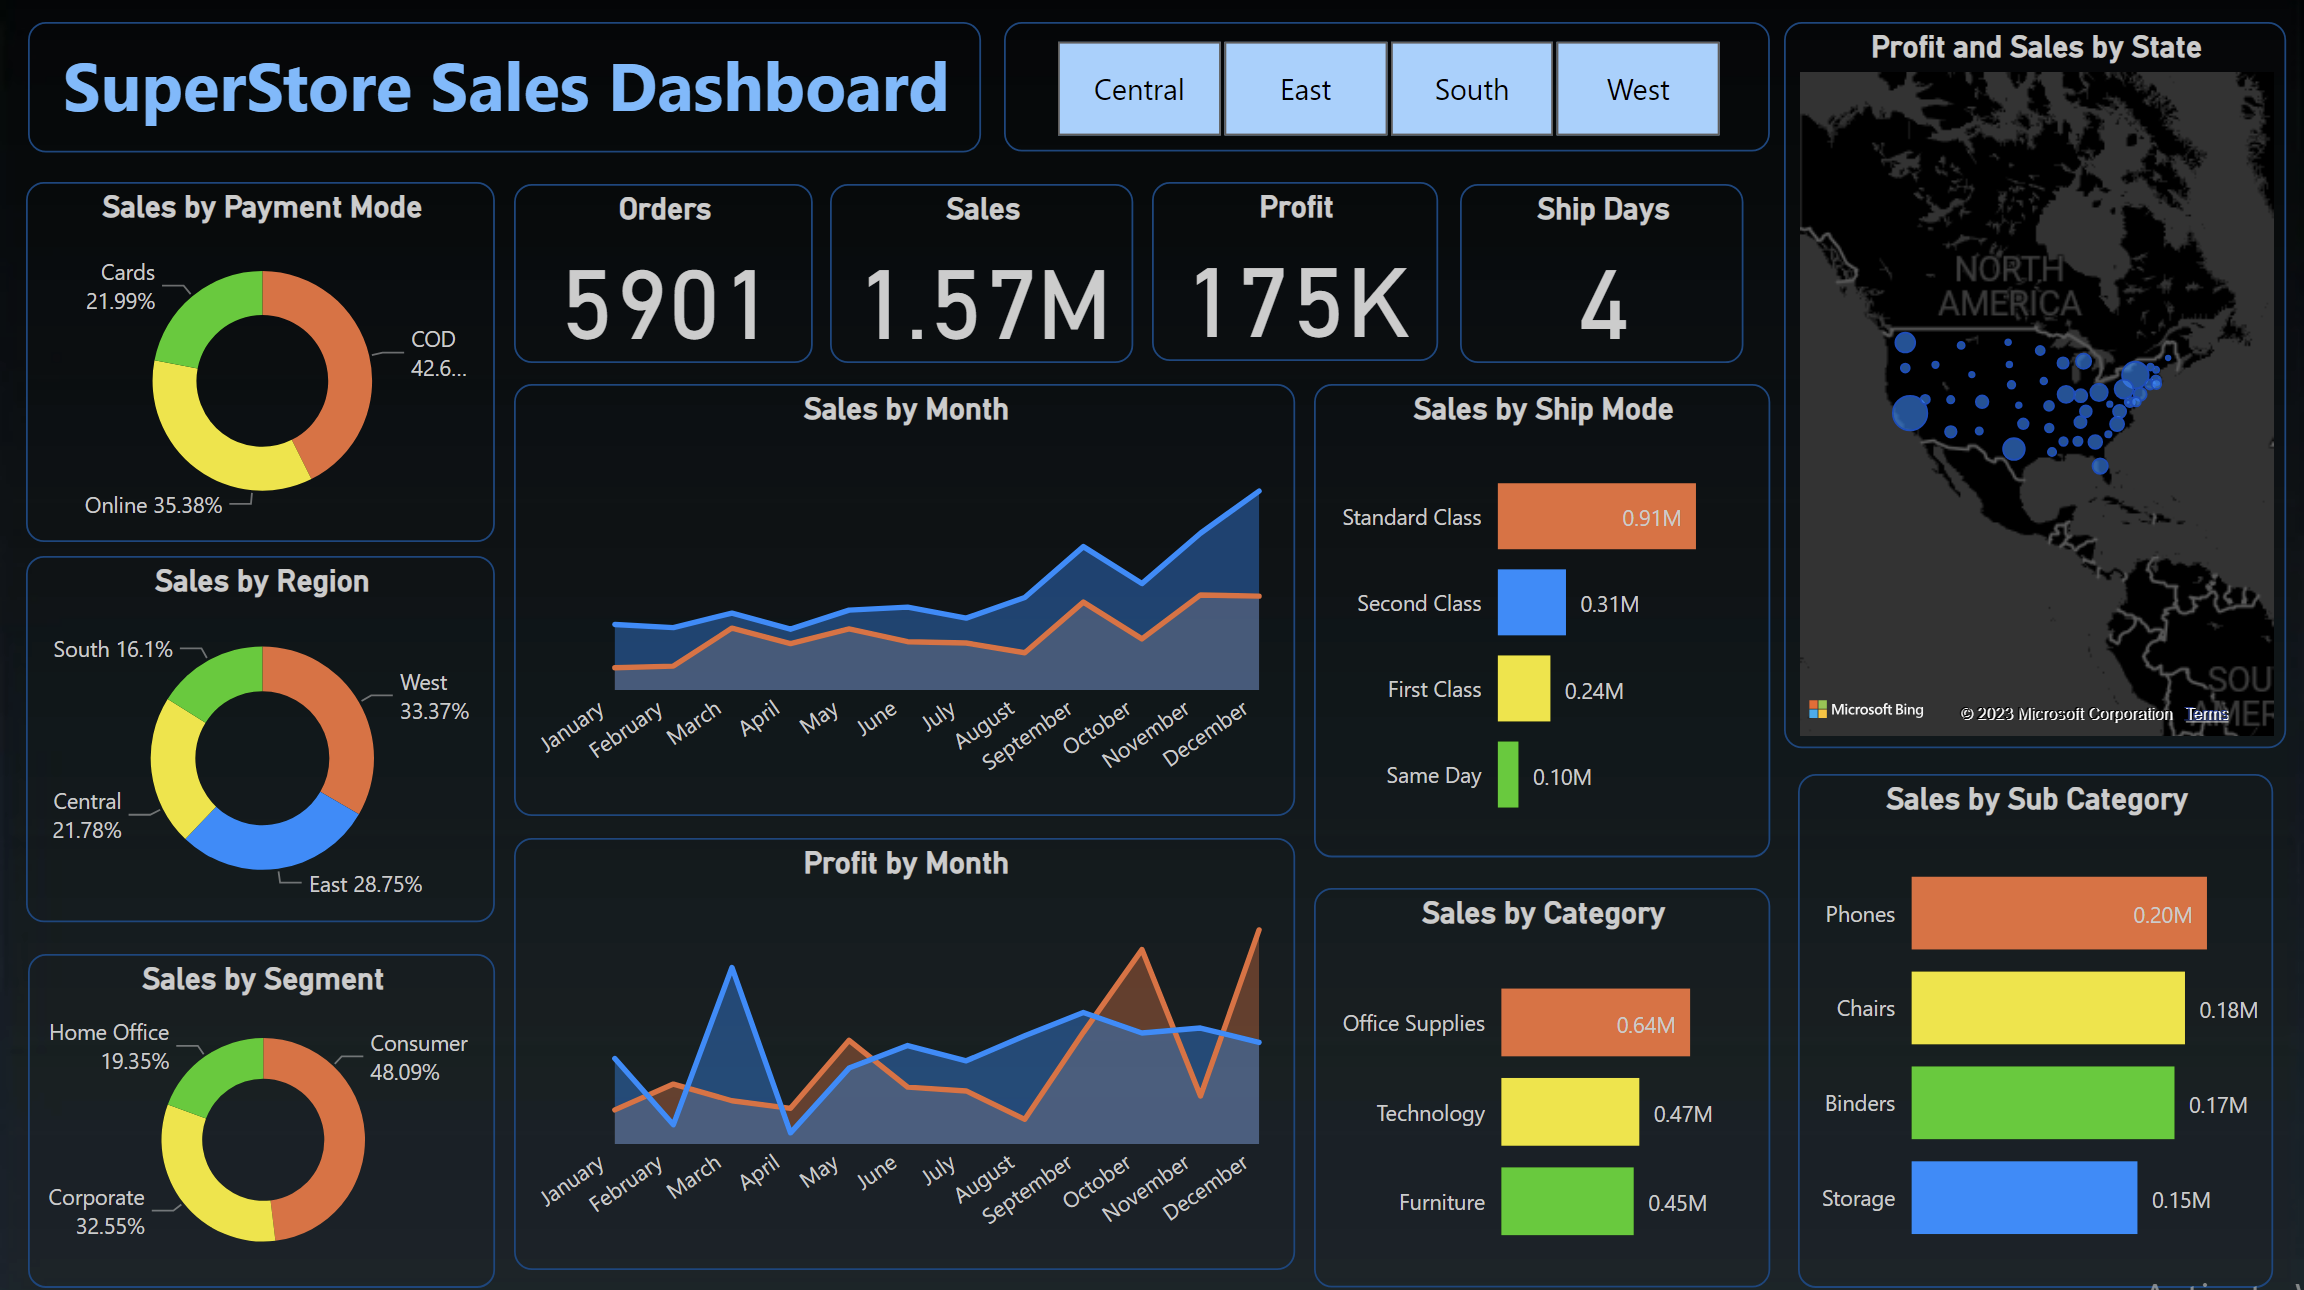 SuperStore Sales Dashboard
Central
East
South
West
Profit and Sales by State
NORTH
AMERICA
Microsoft Bing
© 2023 Microsoft Corporation
Terms
Sales by Payment Mode
Cards
21.99%
COD
42.6...
Online 35.38%
Orders
5901
Sales
1.57M
Profit
175K
Ship Days
4
Sales by Region
South 16.1%
West
33.37%
Central
21.78%
East 28.75%
Sales by Month
January
February
March
April
May
June
July
August
September
October
November
December
Sales by Ship Mode
Standard Class
0.91M
Second Class
0.31M
First Class
0.24M
Same Day
0.10M
Sales by Segment
Home Office
19.35%
Consumer
48.09%
Corporate
32.55%
Profit by Month
January
February
March
April
May
June
July
August
September
October
November
December
Sales by Category
Office Supplies
0.64M
Technology
0.47M
Furniture
0.45M
Sales by Sub Category
Phones
0.20M
Chairs
0.18M
Binders
0.17M
Storage
0.15M